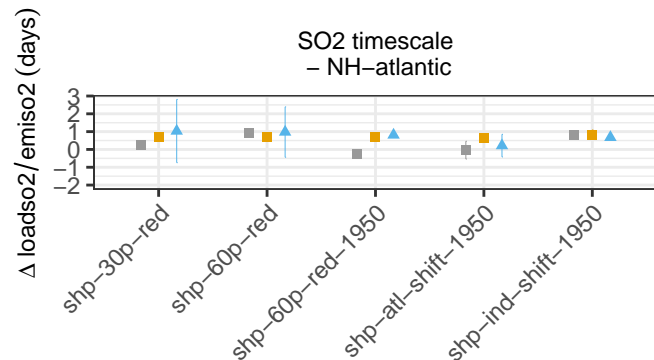 SO2 timescale
− NH−atlantic
Δ loadso2/emiso2 (days)
3
2
1
0
−1
−2
shp−30p−red
shp−60p−red
shp−60p−red−1950
shp−atl−shift−1950
shp−ind−shift−1950